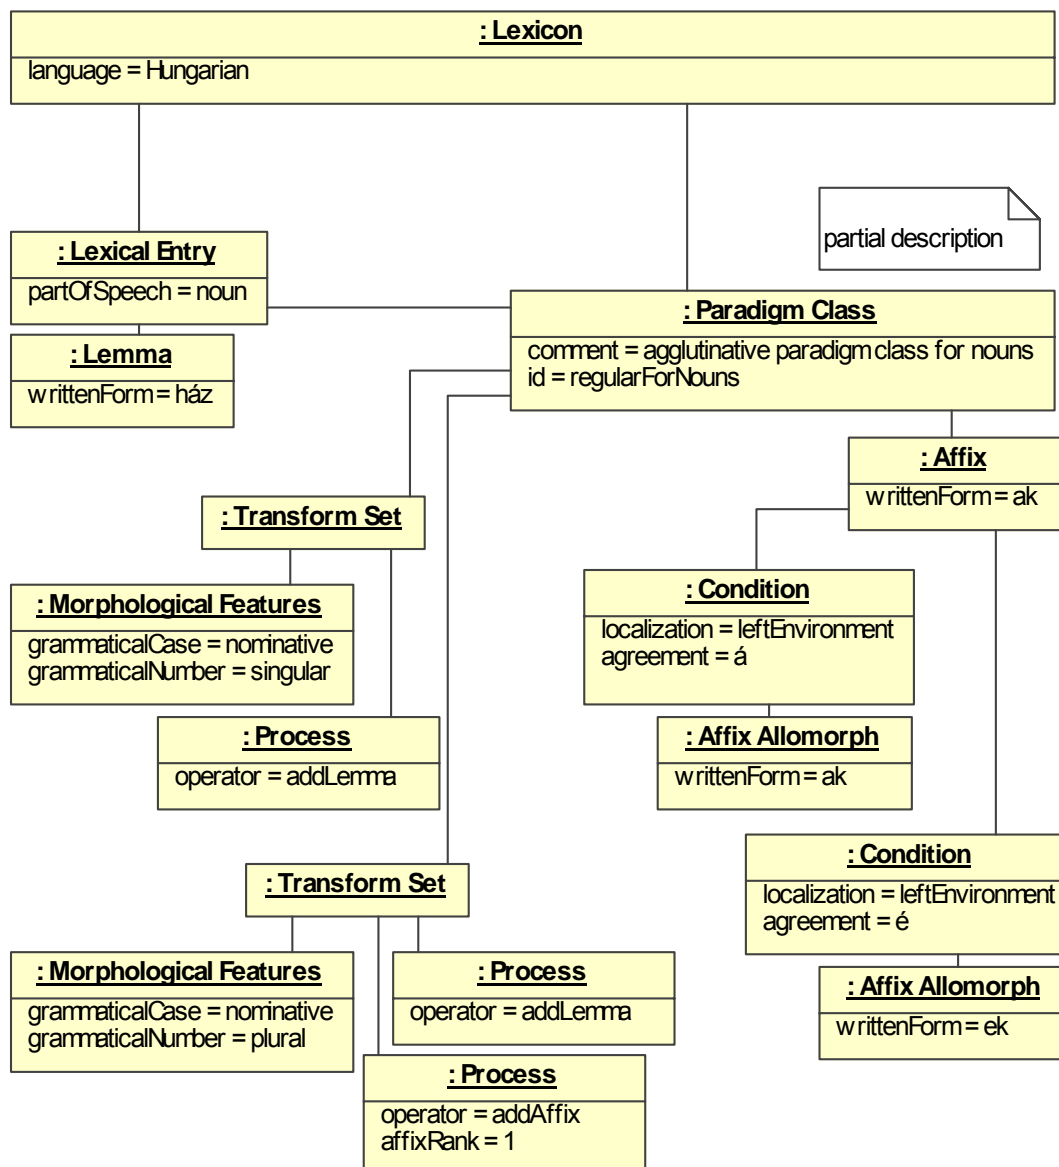 : Lexicon
language = Hungarian
partial description
: Lexical Entry
partOfSpeech = noun
: Lemma
writtenForm = ház
: Paradigm Class
comment = agglutinative paradigm class for nouns
id = regularForNouns
: Affix
writtenForm = ak
: Transform Set
: Morphological Features
grammaticalCase = nominative
grammaticalNumber = singular
: Process
operator = addLemma
: Condition
localization = leftEnvironment
agreement = á
: Affix Allomorph
writtenForm = ak
: Condition
localization = leftEnvironment
agreement = é
: Affix Allomorph
writtenForm = ek
: Transform Set
: Morphological Features
grammaticalCase = nominative
grammaticalNumber = plural
: Process
operator = addLemma
: Process
operator = addAffix
affixRank = 1